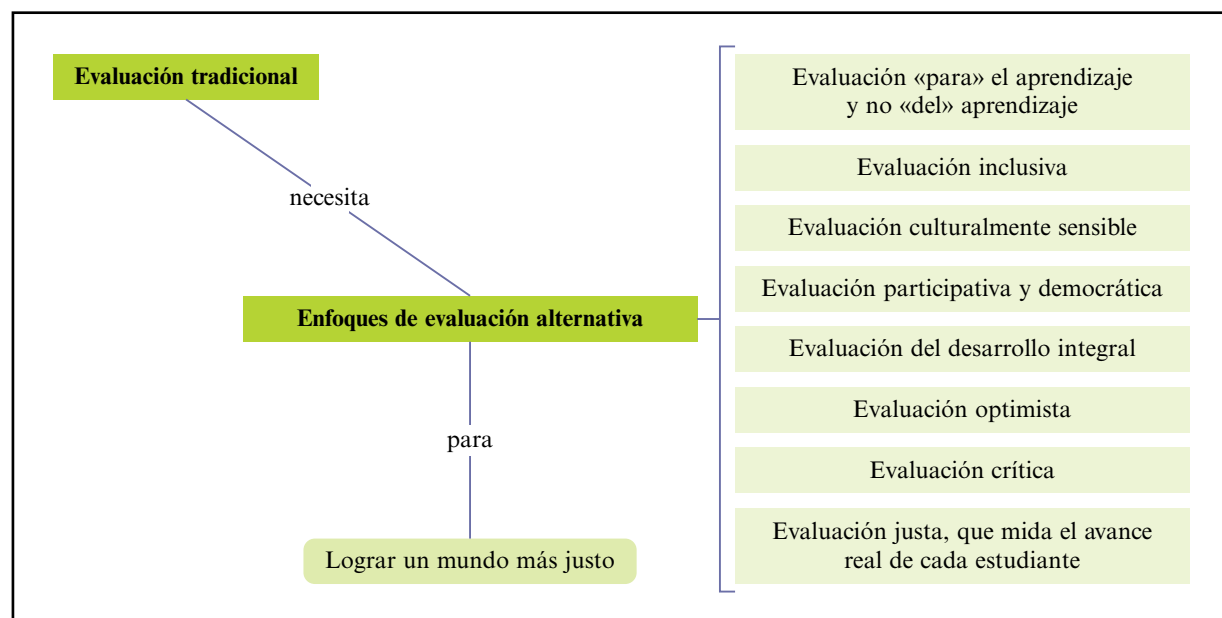 Evaluación tradicional
necesita
Enfoques de evaluación alternativa
para
Lograr un mundo más justo
Evaluación «para» el aprendizaje
y no «del» aprendizaje
Evaluación inclusiva
Evaluación culturalmente sensible
Evaluación participativa y democrática
Evaluación del desarrollo integral
Evaluación optimista
Evaluación crítica
Evaluación justa, que mida el avance
real de cada estudiante